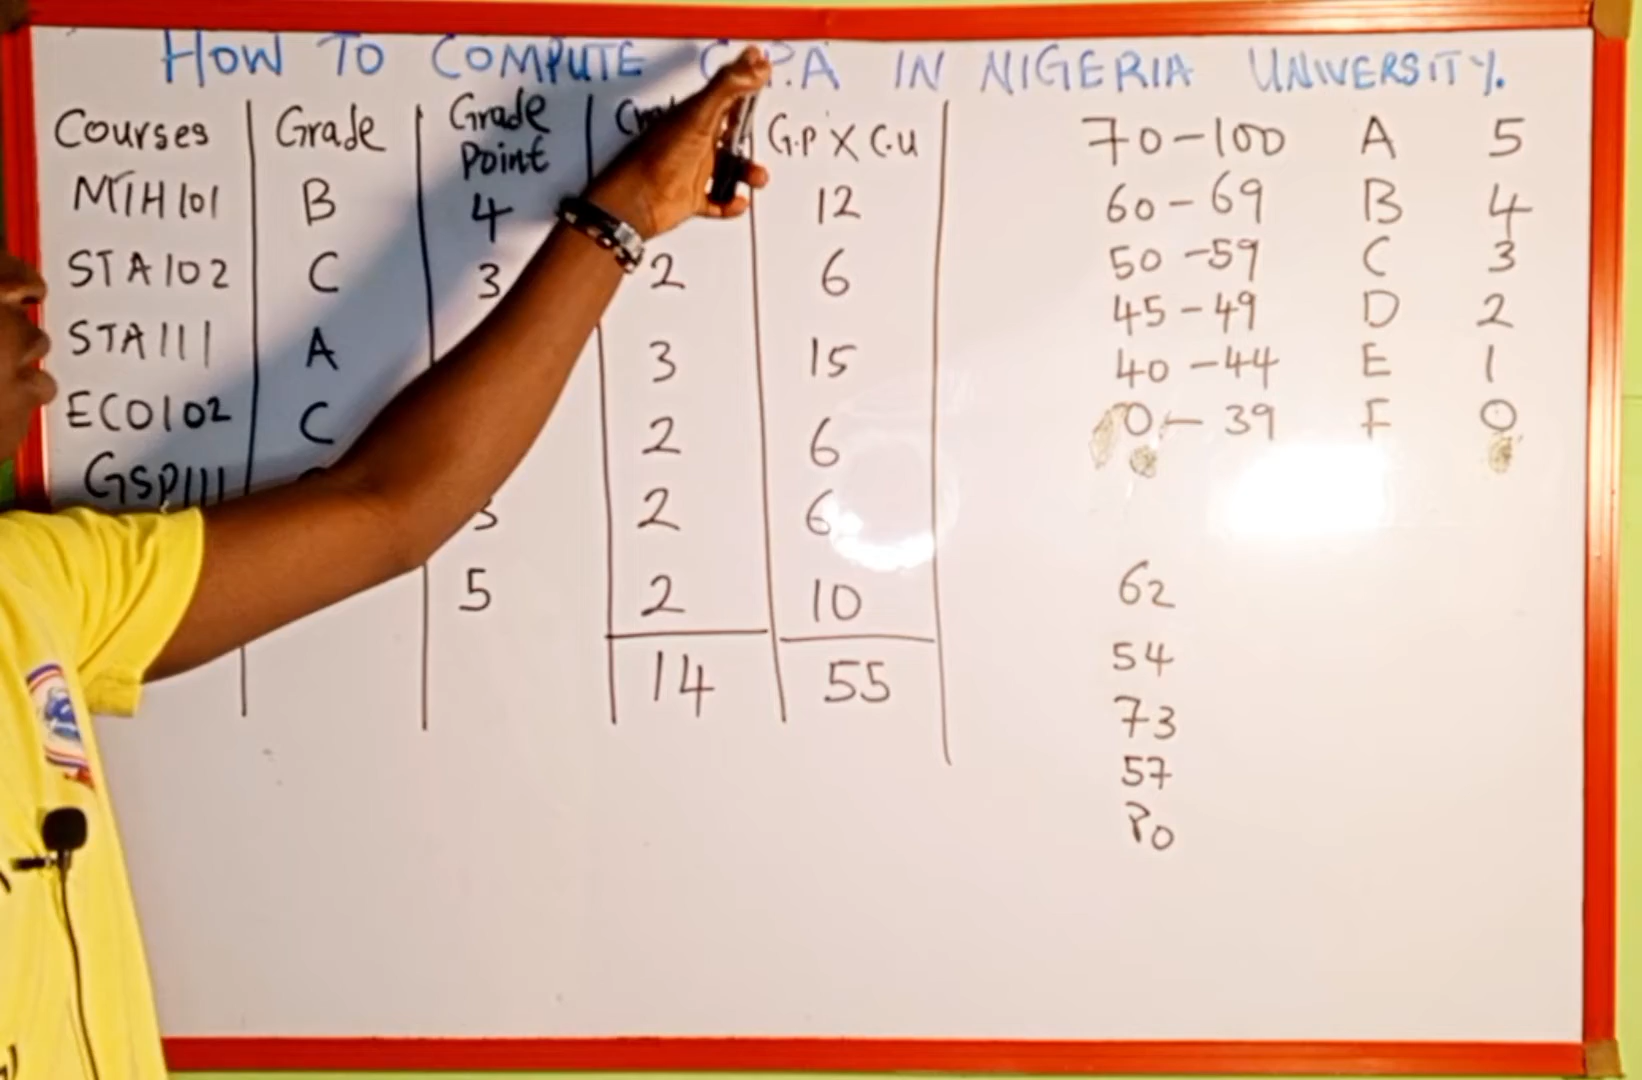 HOW TO COMPUTE G.P.A IN NIGERIA UNIVERSITY.
Courses Grade Grade Point G.P X C.U
MTH101 B 4 12
STA102 C 3 2 6
STA111 A 3 15
ECO102 C 2 6
GSP111 3 2 6
5 2 10
14 55
70-100 A 5
60-69 B 4
50-59 C 3
45-49 D 2
40-44 E 1
0-39 F 0
62
54
73
57